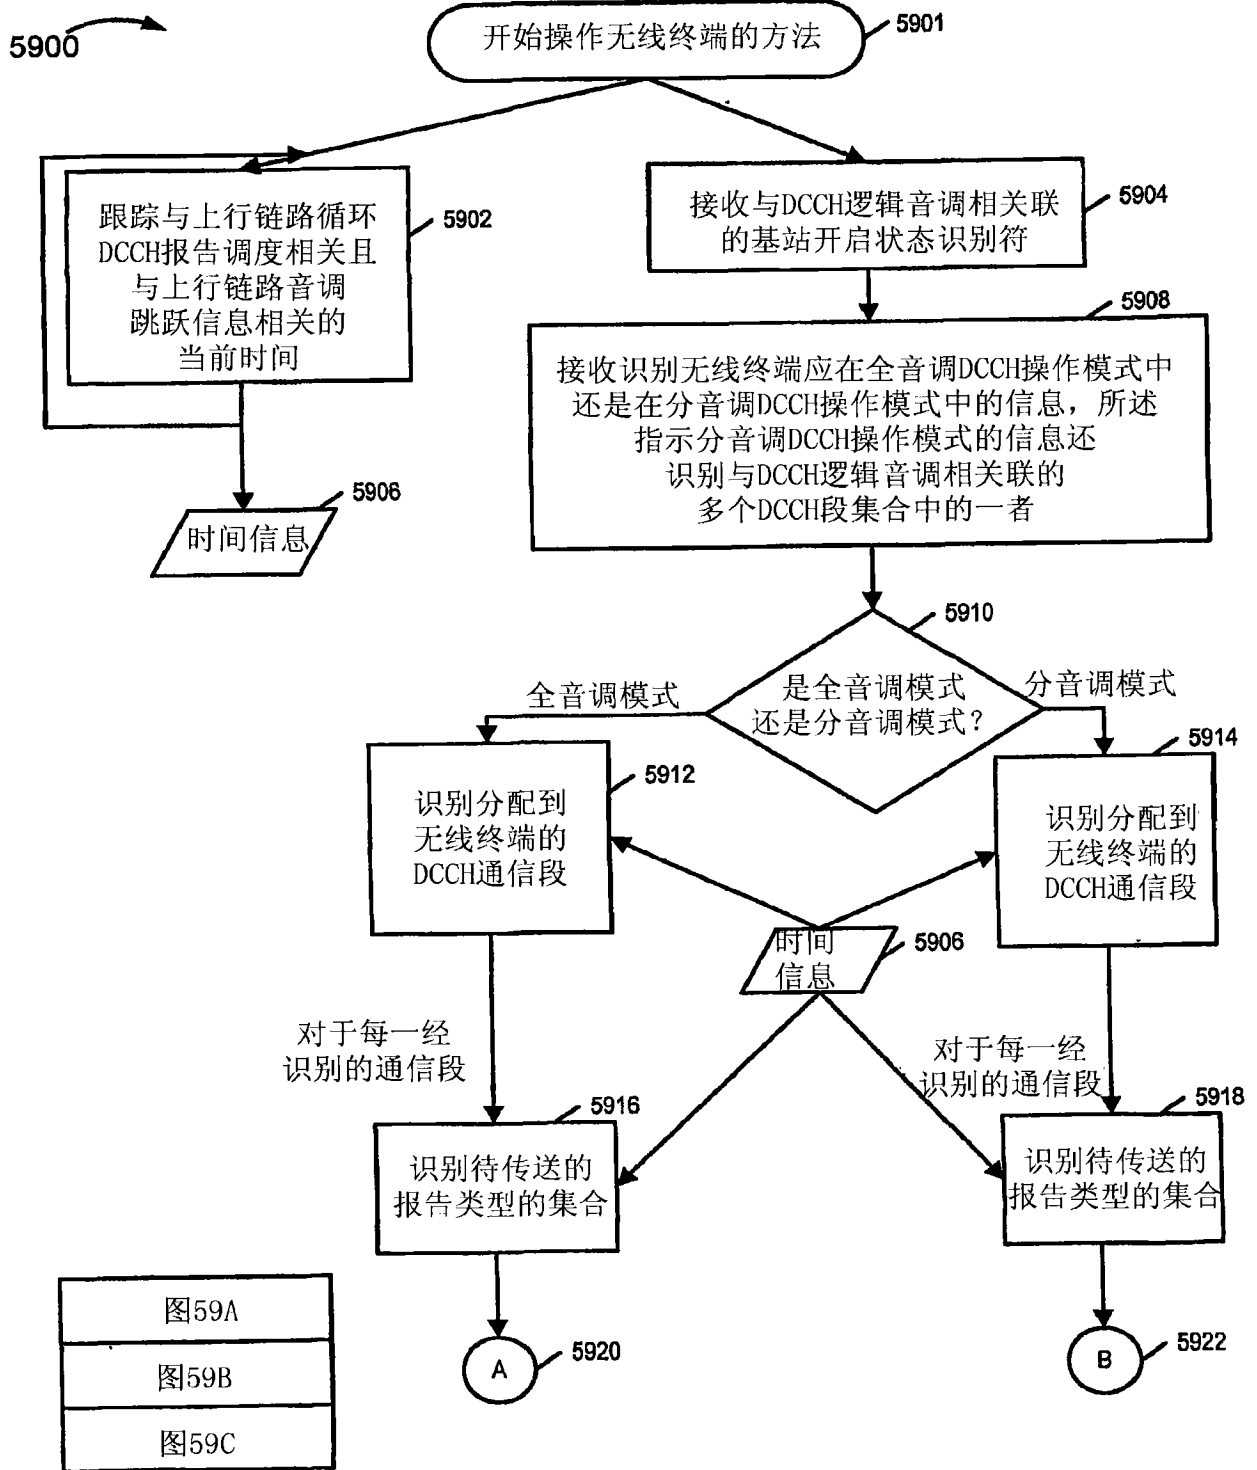 5900
开始操作无线终端的方法
5901
跟踪与上行链路循环
DCCH报告调度相关且
与上行链路音调
跳跃信息相关的
当前时间
5902
接收与DCCH逻辑音调相关联
的基站开启状态识别符
5904
5906
时间信息
5908
接收识别无线终端应在全音调DCCH操作模式中
还是在分音调DCCH操作模式中的信息，所述
指示分音调DCCH操作模式的信息还
识别与DCCH逻辑音调相关联的
多个DCCH段集合中的一者
5910
是全音调模式
还是分音调模式？
全音调模式
分音调模式
5912
识别分配到
无线终端的
DCCH通信段
5914
识别分配到
无线终端的
DCCH通信段
时间
信息
5906
对于每一经
识别的通信段
对于每一经
识别的通信段
5916
识别待传送的
报告类型的集合
5918
识别待传送的
报告类型的集合
A
5920
B
5922
图59A
图59B
图59C